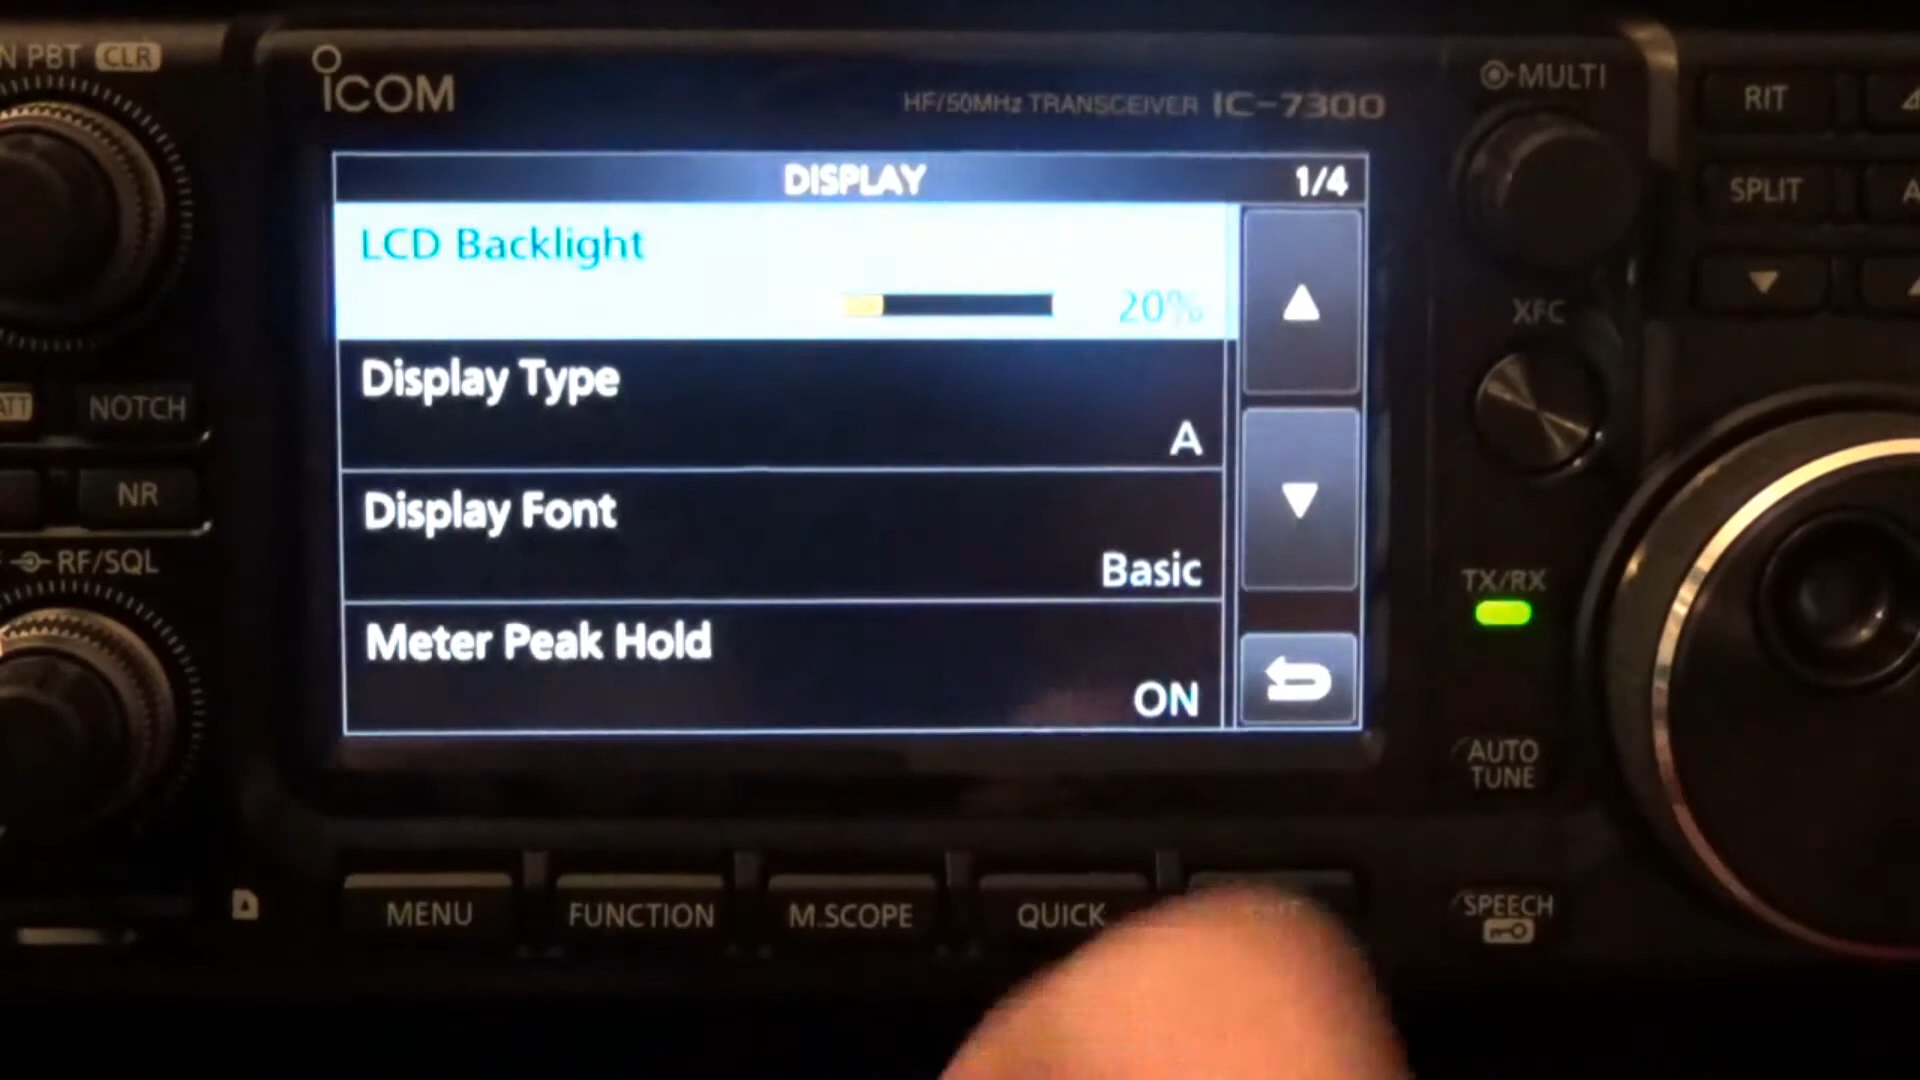 N PBT CLR
ICOM
HF/50MHz TRANSCEIVER IC-7300
MULTI
RIT
DISPLAY 1/4
SPLIT
LCD Backlight
20%
XFC
Display Type
A
ATT NOTCH
NR
Display Font
Basic
RF/SQL
TX/RX
Meter Peak Hold
ON
AUTO
TUNE
MENU FUNCTION M.SCOPE QUICK
SPEECH